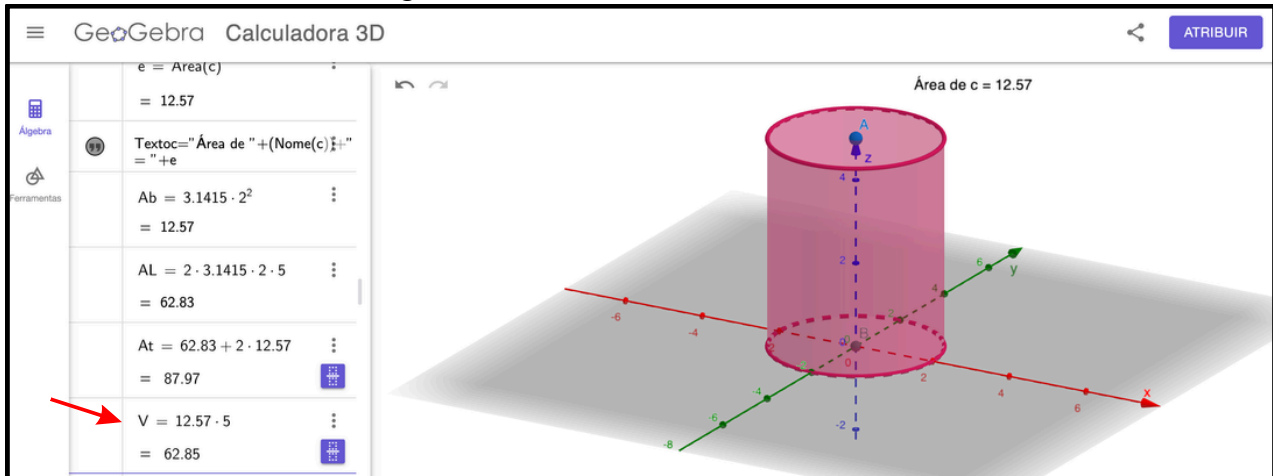 GeoGebra Calculadora 3D
ATRIBUIR
Álgebra
Ferramentas
e = Área(c)
= 12.57
Textoc="Área de "+(Nome(c))+"
= "+e
Ab = 3.1415 · 2²
= 12.57
AL = 2 · 3.1415 · 2 · 5
= 62.83
At = 62.83 + 2 · 12.57
= 87.97
V = 12.57 · 5
= 62.85
Área de c = 12.57
A
z
4
2
6
y
4
2
-6
-4
B
0
0
2
4
6
x
-4
-6
-8
-2